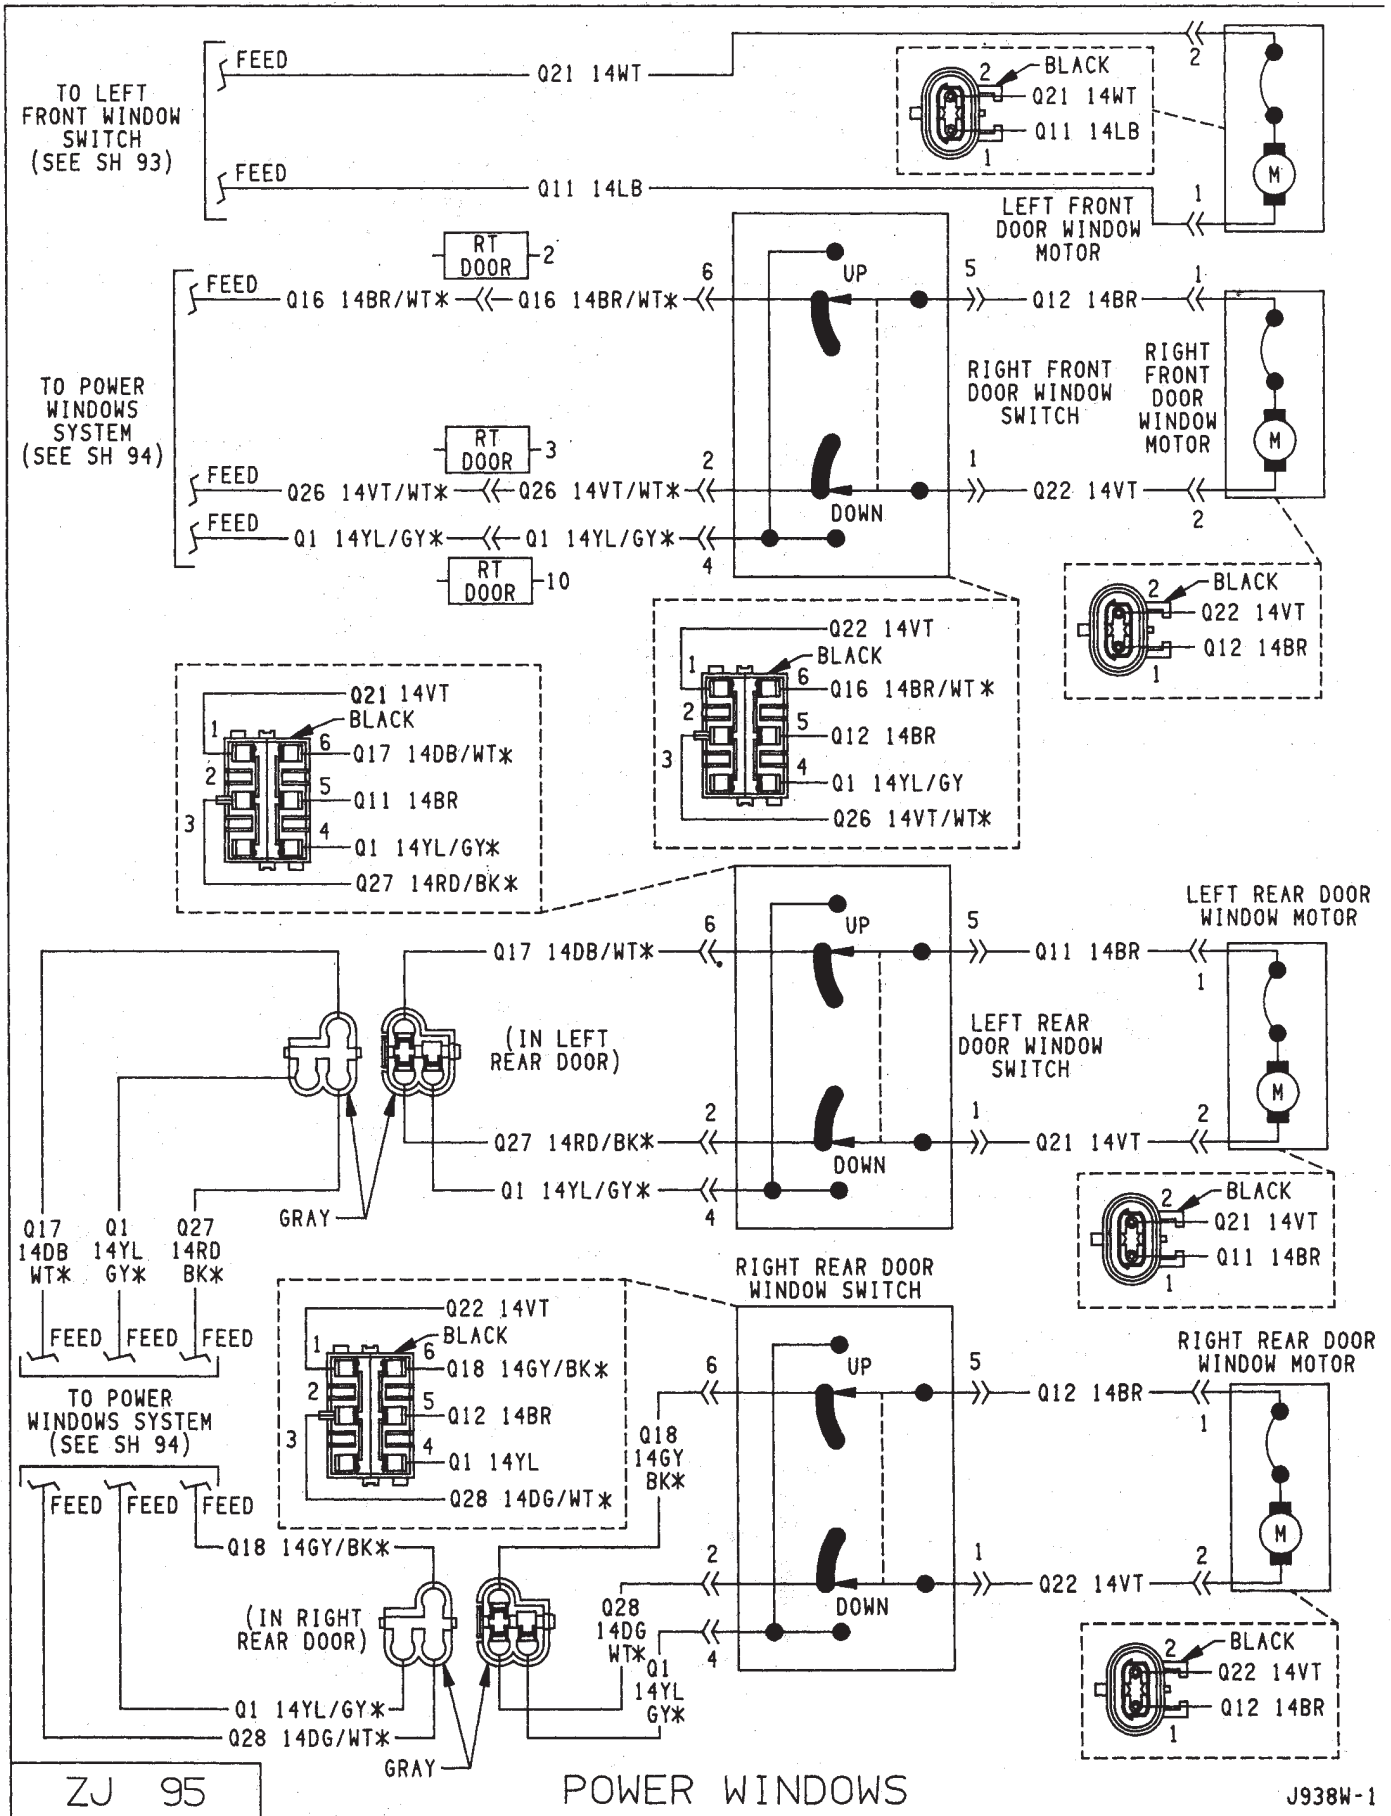 FEED
Q21 14WT
2
TO LEFT
FRONT WINDOW
SWITCH
(SEE SH 93)
2
BLACK
Q21 14WT
Q11 14LB
1
FEED
Q11 14LB
1
LEFT FRONT
DOOR WINDOW
MOTOR
M
RT
DOOR
2
FEED
Q16 14BR/WT*
Q16 14BR/WT*
6
UP
5
Q12 14BR
1
TO POWER
WINDOWS
SYSTEM
(SEE SH 94)
RIGHT FRONT
DOOR WINDOW
SWITCH
RIGHT
FRONT
DOOR
WINDOW
MOTOR
M
RT
DOOR
3
FEED
Q26 14VT/WT*
Q26 14VT/WT*
2
DOWN
1
Q22 14VT
2
FEED
Q1 14YL/GY*
Q1 14YL/GY*
4
RT
DOOR
10
2
BLACK
Q22 14VT
Q12 14BR
1
Q22 14VT
BLACK
1
6
Q16 14BR/WT*
2
5
Q12 14BR
3
4
Q1 14YL/GY
Q26 14VT/WT*
Q21 14VT
BLACK
1
6
Q17 14DB/WT*
2
5
Q11 14BR
3
4
Q1 14YL/GY*
Q27 14RD/BK*
LEFT REAR DOOR
WINDOW MOTOR
Q17 14DB/WT*
6
UP
5
Q11 14BR
1
(IN LEFT
REAR DOOR)
LEFT REAR
DOOR WINDOW
SWITCH
M
Q27 14RD/BK*
2
DOWN
1
Q21 14VT
2
Q1 14YL/GY*
4
GRAY
2
BLACK
Q21 14VT
Q11 14BR
1
Q17
14DB
WT*
Q1
14YL
GY*
Q27
14RD
BK*
FEED
FEED
FEED
TO POWER
WINDOWS SYSTEM
(SEE SH 94)
FEED
FEED
FEED
Q22 14VT
BLACK
1
6
Q18 14GY/BK*
2
5
Q12 14BR
3
4
Q1 14YL
Q28 14DG/WT*
RIGHT REAR DOOR
WINDOW SWITCH
RIGHT REAR DOOR
WINDOW MOTOR
6
UP
5
Q12 14BR
1
Q18
14GY
BK*
M
Q18 14GY/BK*
2
DOWN
1
Q22 14VT
2
(IN RIGHT
REAR DOOR)
Q28
14DG
WT*
4
Q1
14YL
GY*
Q1 14YL/GY*
Q28 14DG/WT*
GRAY
2
BLACK
Q22 14VT
Q12 14BR
1
ZJ 95
POWER WINDOWS
J938W-1